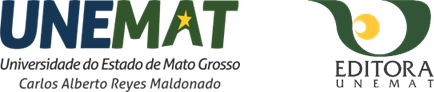 UNEMAT
Universidade do Estado de Mato Grosso
Carlos Alberto Reyes Maldonado
EDITORA
UNEMAT